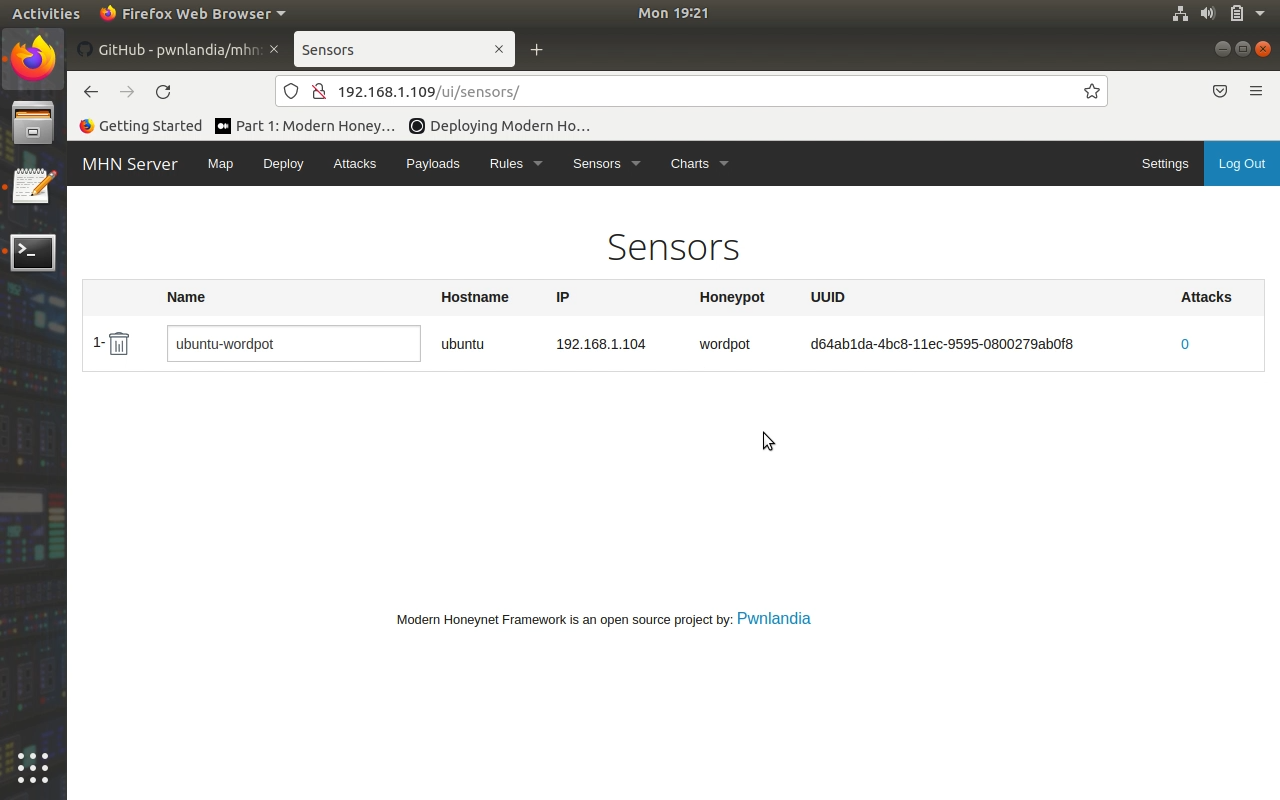 Activities Firefox Web Browser Mon 19:21
GitHub - pwnlandia/mhn: Sensors
192.168.1.109/ui/sensors/
Getting Started Part 1: Modern Honey… Deploying Modern Ho…
MHN Server Map Deploy Attacks Payloads Rules Sensors Charts Settings Log Out
Sensors
Name Hostname IP Honeypot UUID Attacks
1- ubuntu-wordpot ubuntu 192.168.1.104 wordpot d64ab1da-4bc8-11ec-9595-0800279ab0f8 0
Modern Honeynet Framework is an open source project by: Pwnlandia